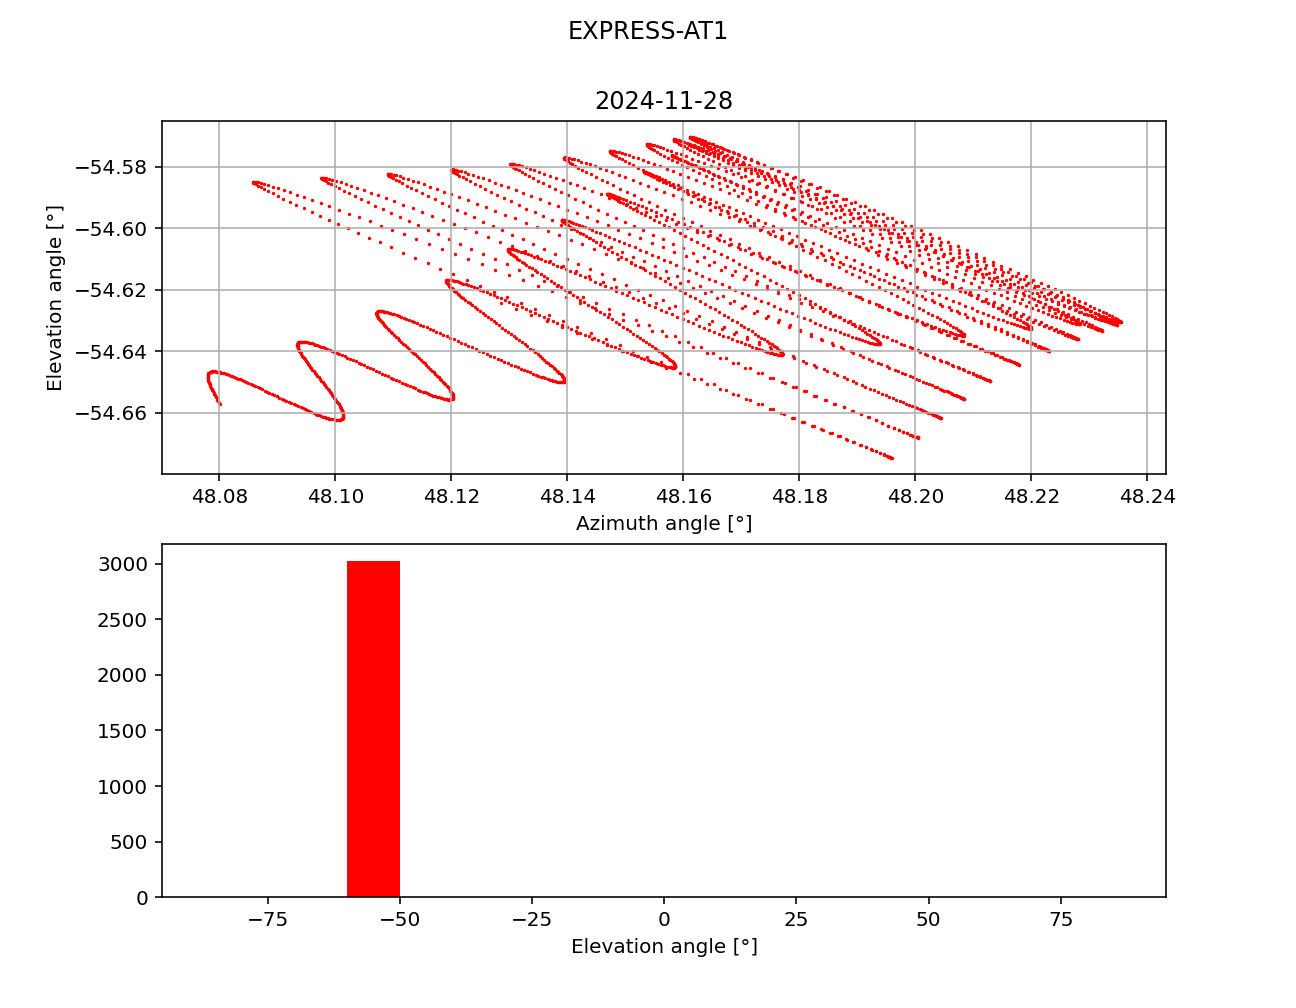 EXPRESS-AT1
2024-11-28
−54.58
−54.60
−54.62
−54.64
−54.66
Elevation angle [°]
48.08 48.10 48.12 48.14 48.16 48.18 48.20 48.22 48.24
Azimuth angle [°]
3000
2500
2000
1500
1000
500
0
−75 −50 −25 0 25 50 75
Elevation angle [°]